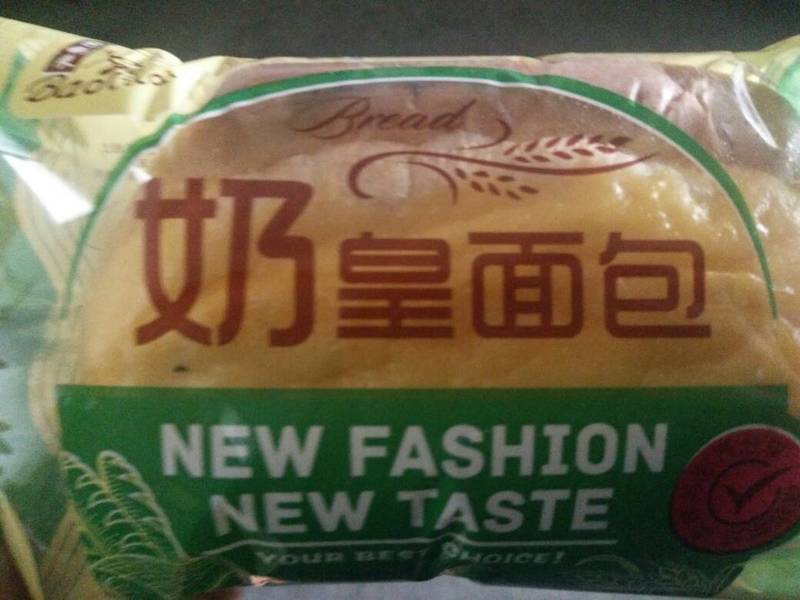 Bread
奶皇面包
NEW FASHION
NEW TASTE
YOUR BEST CHOICE!